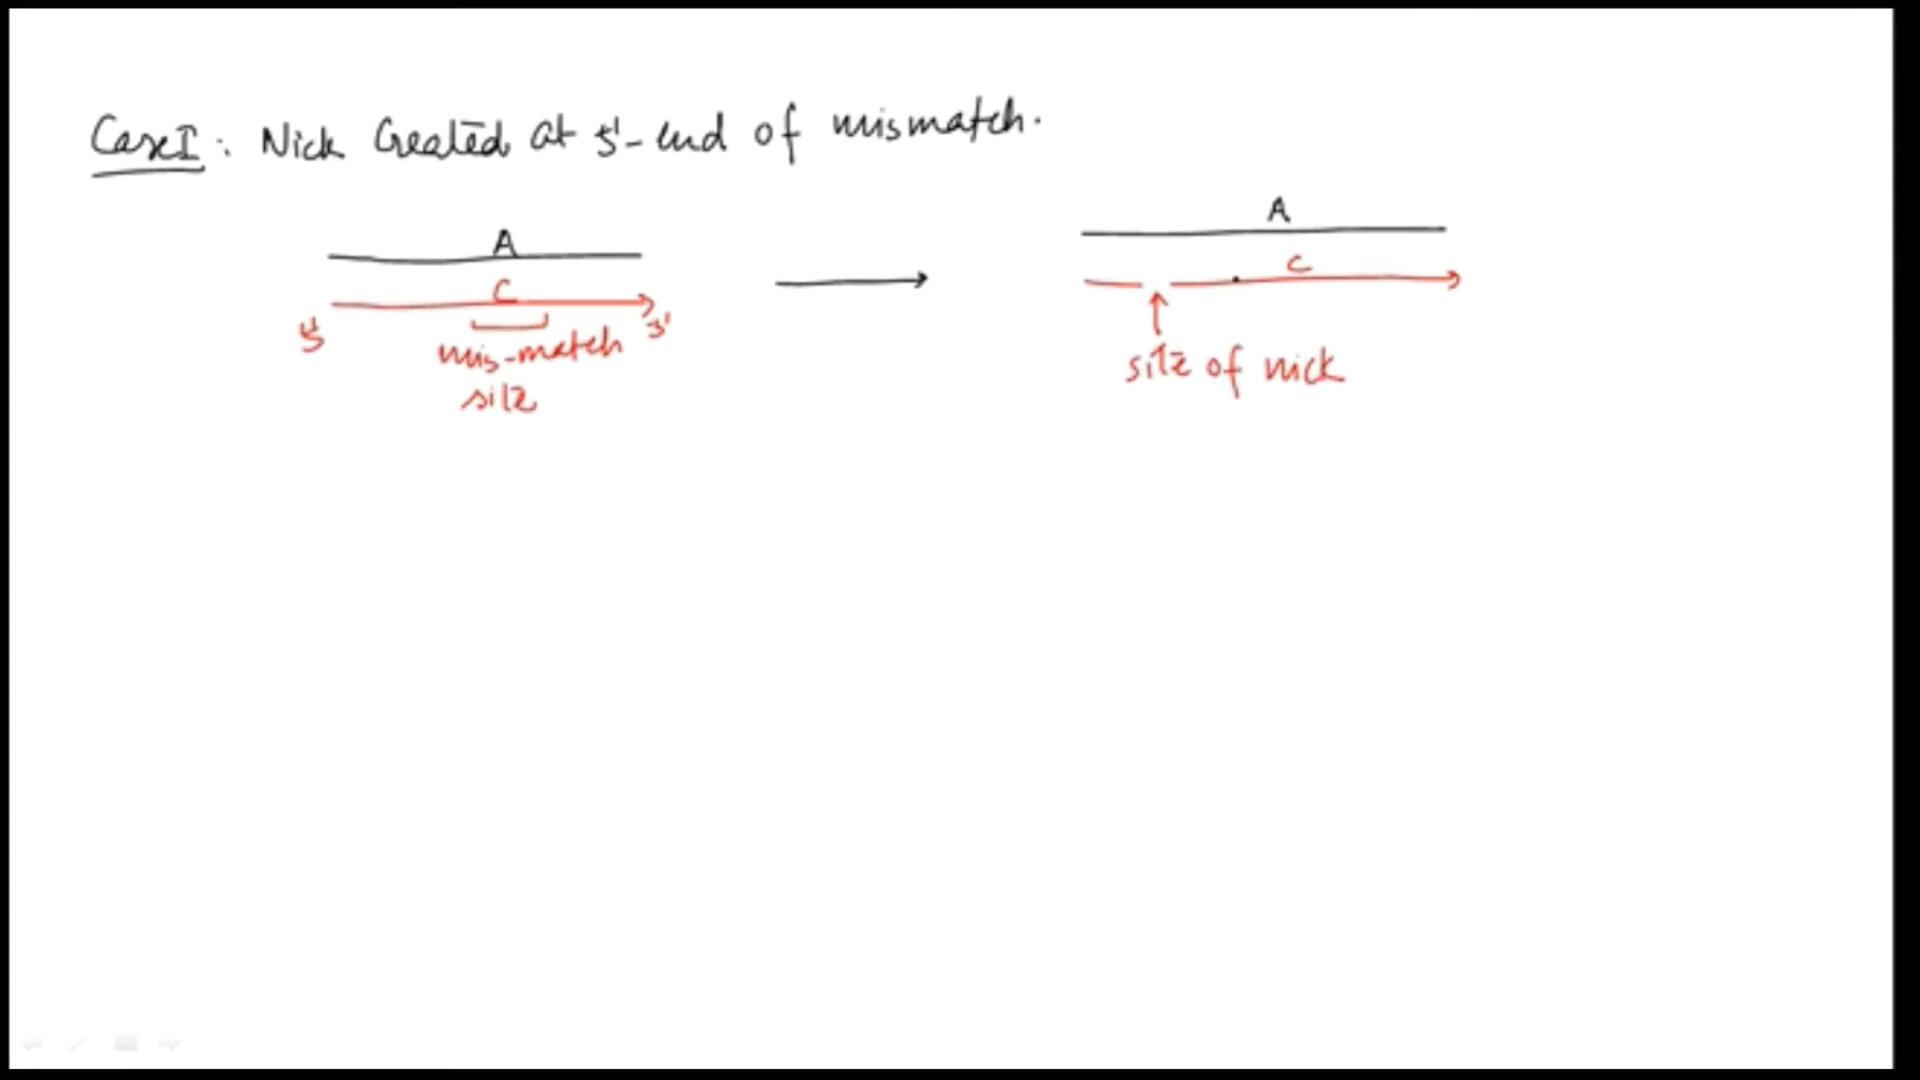 Case I: Nick Created at 5'-end of mismatch.
A
A
C
C
5' 3'
mis-match
site
site of nick